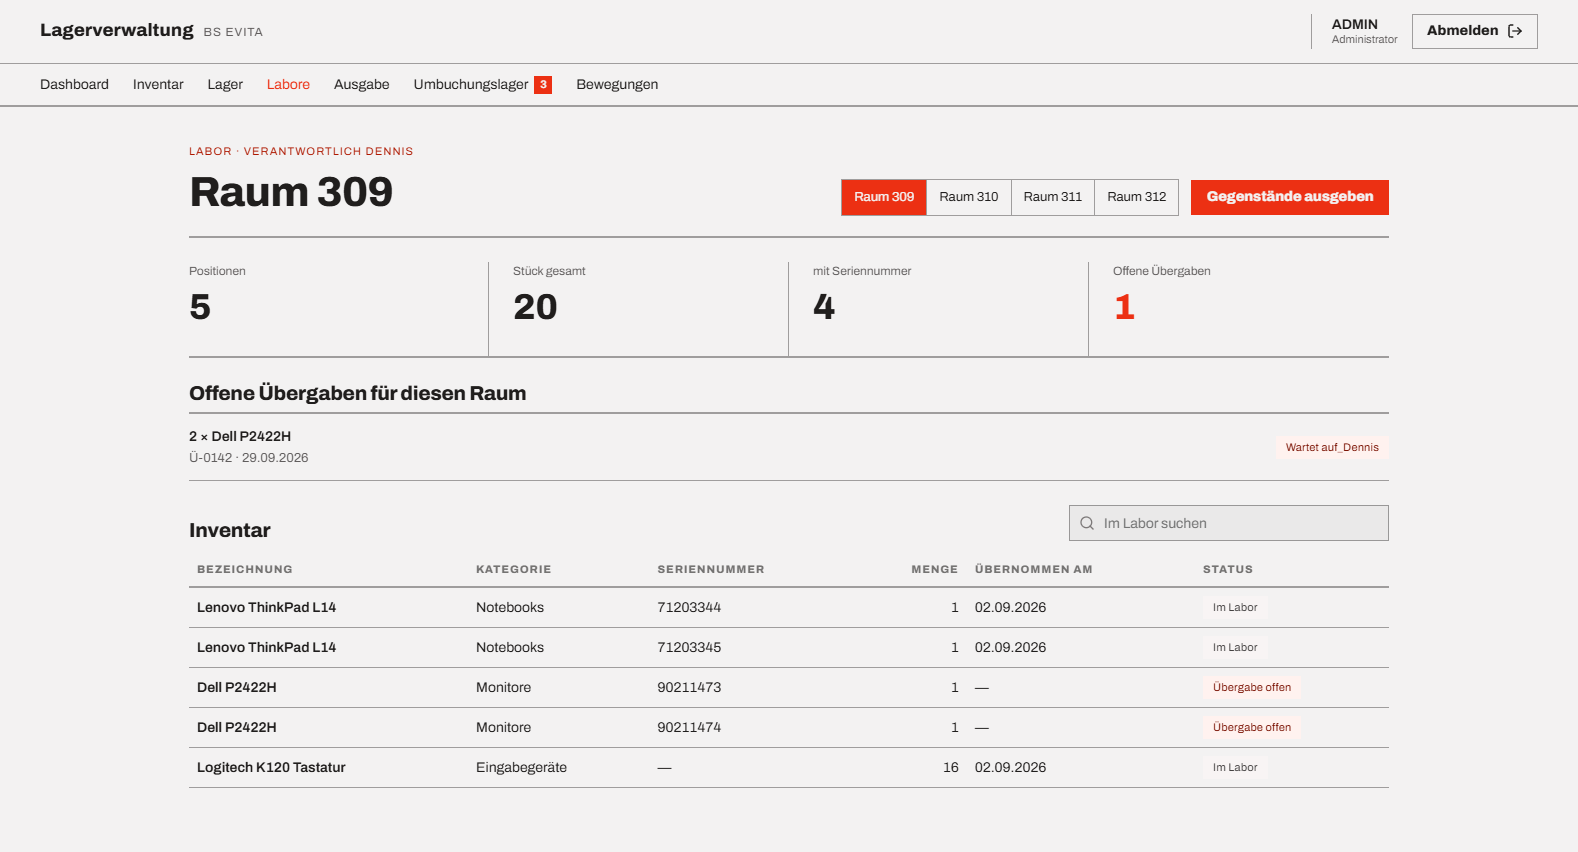 Lagerverwaltung BS EVITA
ADMIN
Administrator
Abmelden
Dashboard Inventar Lager Labore Ausgabe Umbuchungslager 3 Bewegungen
LABOR · VERANTWORTLICH DENNIS
Raum 309
Raum 309 Raum 310 Raum 311 Raum 312 Gegenstände ausgeben
Positionen Stück gesamt mit Seriennummer Offene Übergaben
5 20 4 1
Offene Übergaben für diesen Raum
2 × Dell P2422H
Ü-0142 · 29.09.2026
Wartet auf_Dennis
Inventar
Im Labor suchen
BEZEICHNUNG KATEGORIE SERIENNUMMER MENGE ÜBERNOMMEN AM STATUS
Lenovo ThinkPad L14 Notebooks 71203344 1 02.09.2026 Im Labor
Lenovo ThinkPad L14 Notebooks 71203345 1 02.09.2026 Im Labor
Dell P2422H Monitore 90211473 1 — Übergabe offen
Dell P2422H Monitore 90211474 1 — Übergabe offen
Logitech K120 Tastatur Eingabegeräte — 16 02.09.2026 Im Labor